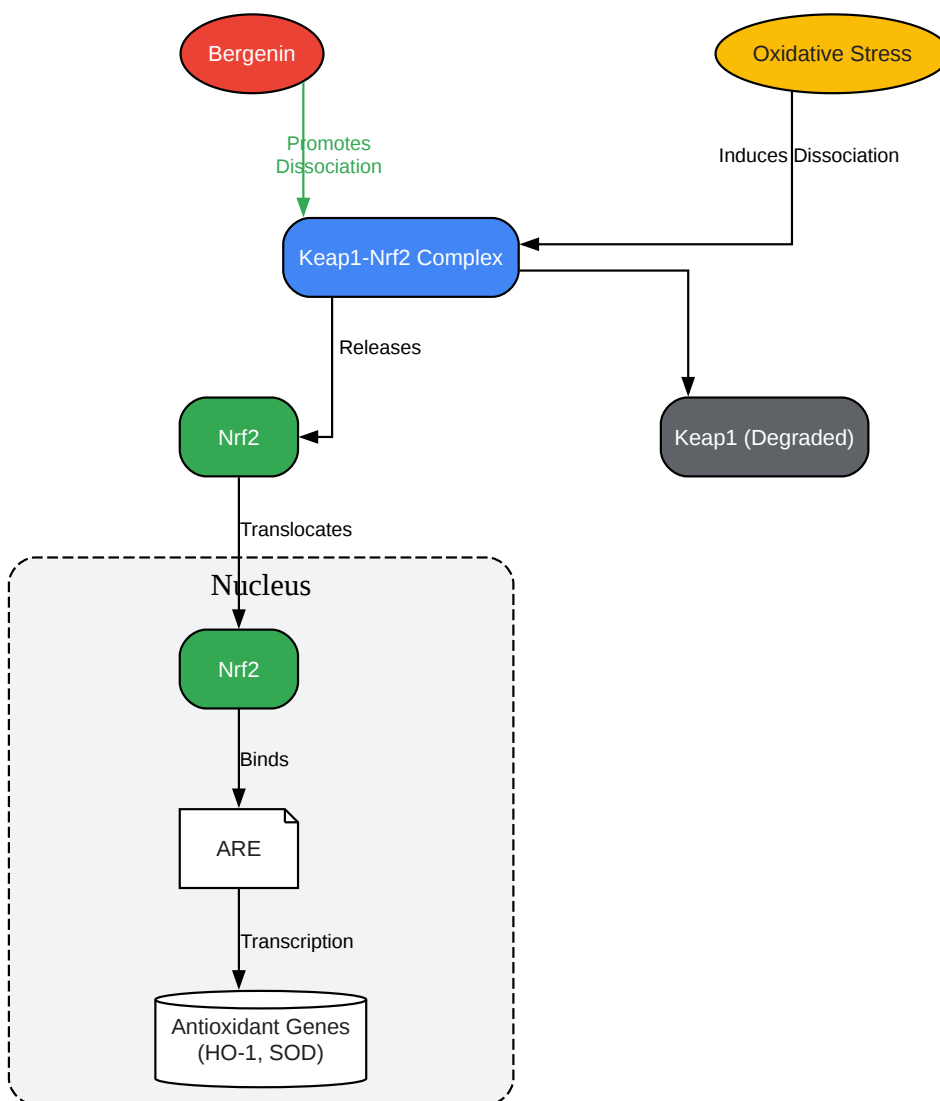 Bergenin
Oxidative Stress
Promotes
Dissociation
Induces Dissociation
Keap1-Nrf2 Complex
Releases
Nrf2
Keap1 (Degraded)
Translocates
Nucleus
Nrf2
Binds
ARE
Transcription
Antioxidant Genes
(HO-1, SOD)